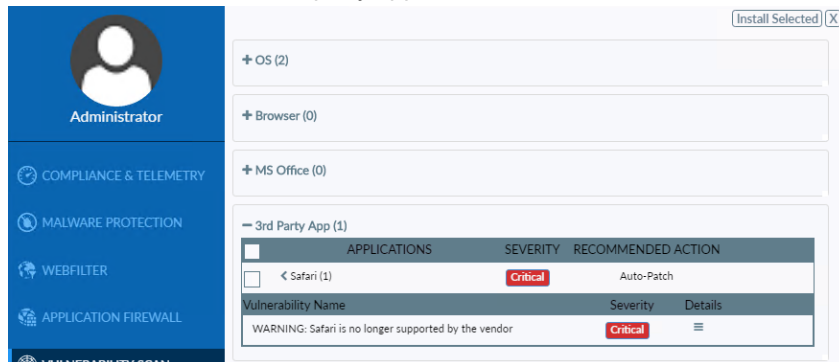 Install Selected X
+ OS (2)
Administrator
+ Browser (0)
+ MS Office (0)
COMPLIANCE & TELEMETRY
MALWARE PROTECTION
− 3rd Party App (1)
APPLICATIONS SEVERITY RECOMMENDED ACTION
WEBFILTER
< Safari (1) Critical Auto-Patch
Vulnerability Name Severity Details
APPLICATION FIREWALL
WARNING: Safari is no longer supported by the vendor Critical
VULNERABILITY SCAN